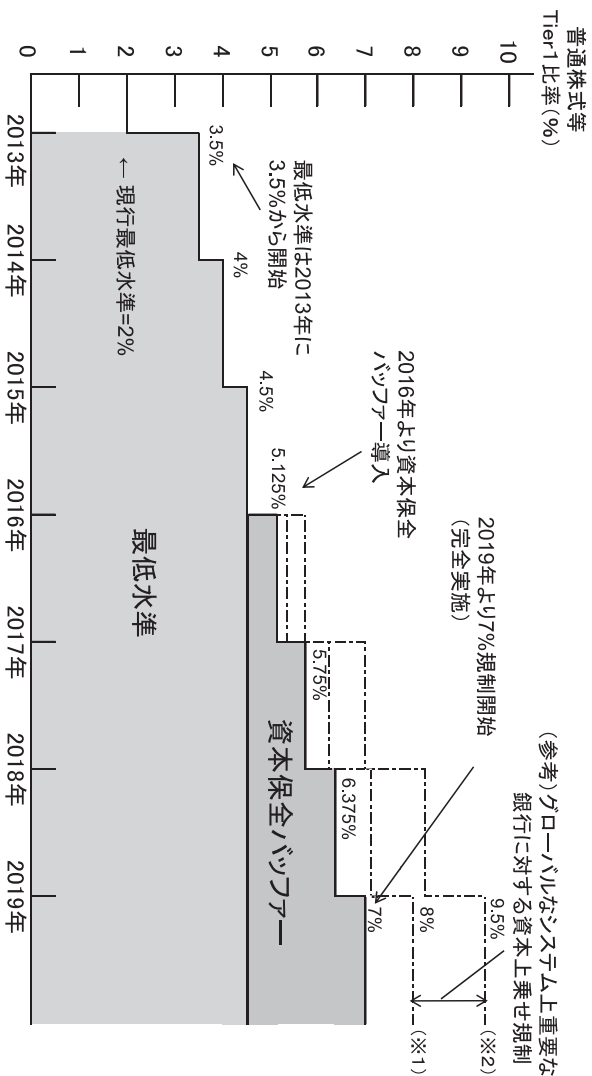 普通株式等
Tier1比率(%)
10
9
8
7
6
5
4
3
2
1
0
(参考)グローバルなシステム上重要な
銀行に対する資本上乗せ規制
2019年より7%規制開始
(完全実施)
2016年より資本保全
バッファー導入
最低水準は2013年に
3.5%から開始
3.5%
4%
4.5%
5.125%
5.75%
6.375%
7%
8%
9.5%
(※2)
(※1)
← 現行最低水準=2%
最低水準
資本保全バッファー
2013年
2014年
2015年
2016年
2017年
2018年
2019年